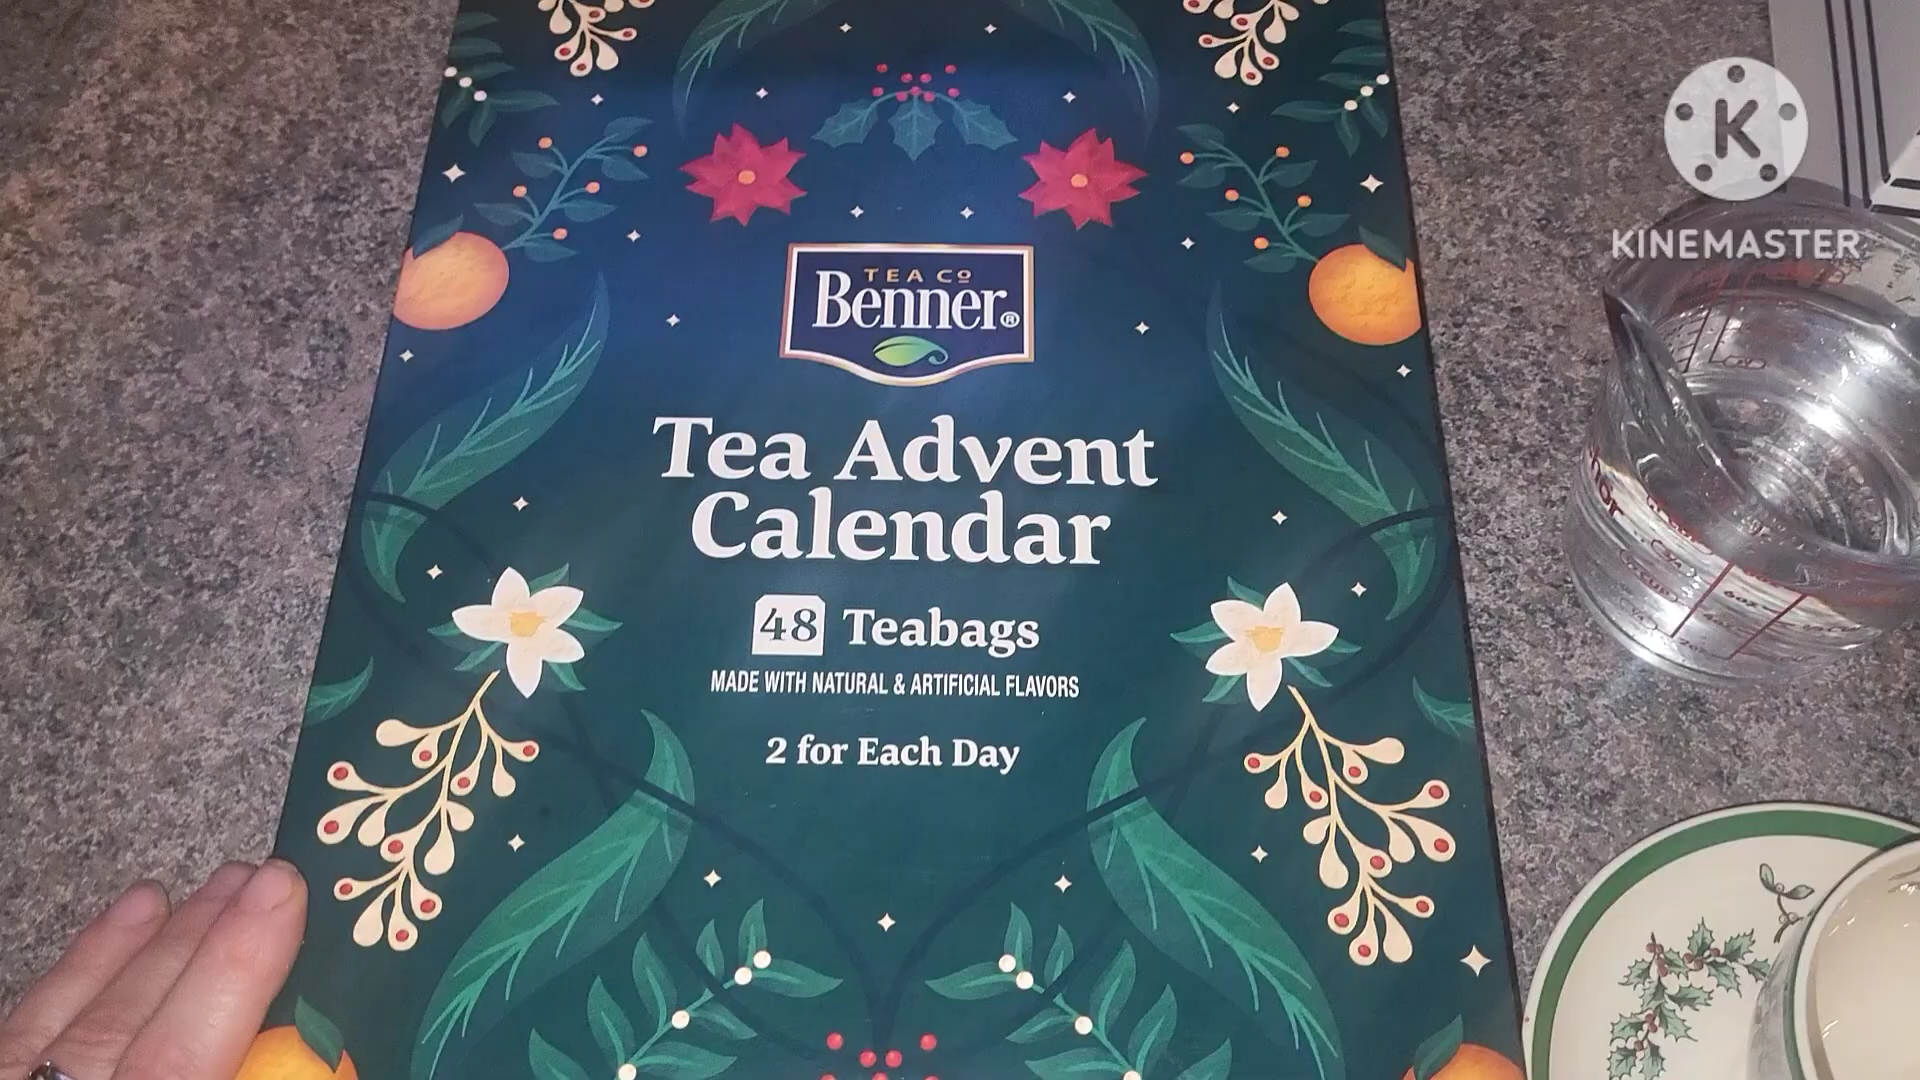 K
KINEMASTER
TEA CO
Benner®
Tea Advent
Calendar
48 Teabags
MADE WITH NATURAL & ARTIFICIAL FLAVORS
2 for Each Day